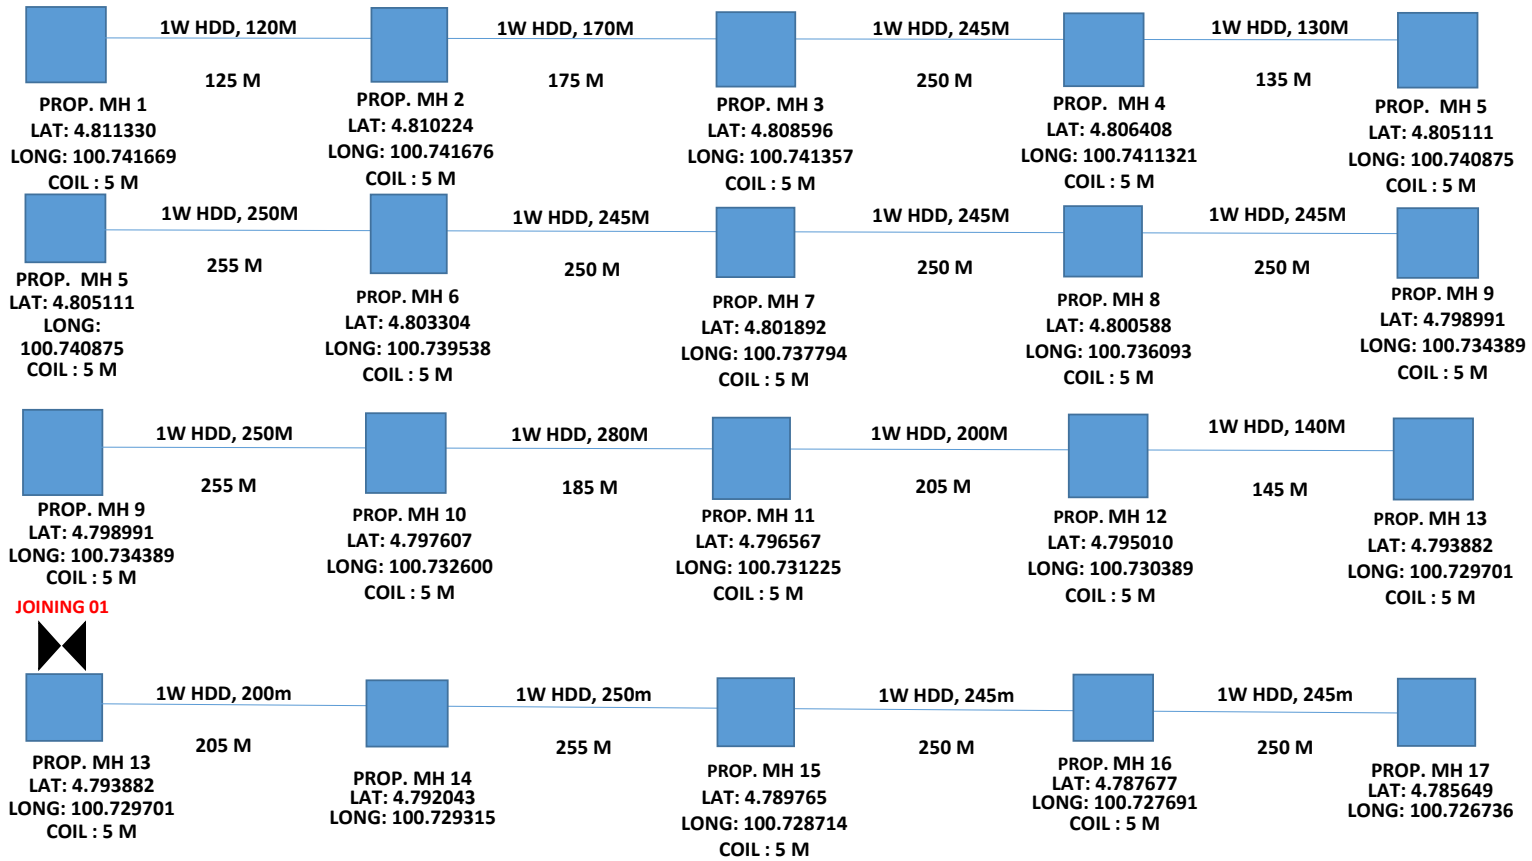 1W HDD, 120M
1W HDD, 170M
1W HDD, 245M
1W HDD, 130M
125 M
175 M
250 M
135 M
PROP. MH 1
LAT: 4.811330
LONG: 100.741669
COIL : 5 M
PROP. MH 2
LAT: 4.810224
LONG: 100.741676
COIL : 5 M
PROP. MH 3
LAT: 4.808596
LONG: 100.741357
COIL : 5 M
PROP. MH 4
LAT: 4.806408
LONG: 100.7411321
COIL : 5 M
PROP. MH 5
LAT: 4.805111
LONG: 100.740875
COIL : 5 M
1W HDD, 250M
1W HDD, 245M
1W HDD, 245M
1W HDD, 245M
255 M
250 M
250 M
250 M
PROP. MH 5
LAT: 4.805111
LONG:
100.740875
COIL : 5 M
PROP. MH 6
LAT: 4.803304
LONG: 100.739538
COIL : 5 M
PROP. MH 7
LAT: 4.801892
LONG: 100.737794
COIL : 5 M
PROP. MH 8
LAT: 4.800588
LONG: 100.736093
COIL : 5 M
PROP. MH 9
LAT: 4.798991
LONG: 100.734389
COIL : 5 M
1W HDD, 250M
1W HDD, 280M
1W HDD, 200M
1W HDD, 140M
255 M
185 M
205 M
145 M
PROP. MH 9
LAT: 4.798991
LONG: 100.734389
COIL : 5 M
PROP. MH 10
LAT: 4.797607
LONG: 100.732600
COIL : 5 M
PROP. MH 11
LAT: 4.796567
LONG: 100.731225
COIL : 5 M
PROP. MH 12
LAT: 4.795010
LONG: 100.730389
COIL : 5 M
PROP. MH 13
LAT: 4.793882
LONG: 100.729701
COIL : 5 M
JOINING 01
1W HDD, 200m
1W HDD, 250m
1W HDD, 245m
1W HDD, 245m
205 M
255 M
250 M
250 M
PROP. MH 13
LAT: 4.793882
LONG: 100.729701
COIL : 5 M
PROP. MH 14
LAT: 4.792043
LONG: 100.729315
PROP. MH 15
LAT: 4.789765
LONG: 100.728714
COIL : 5 M
PROP. MH 16
LAT: 4.787677
LONG: 100.727691
COIL : 5 M
PROP. MH 17
LAT: 4.785649
LONG: 100.726736